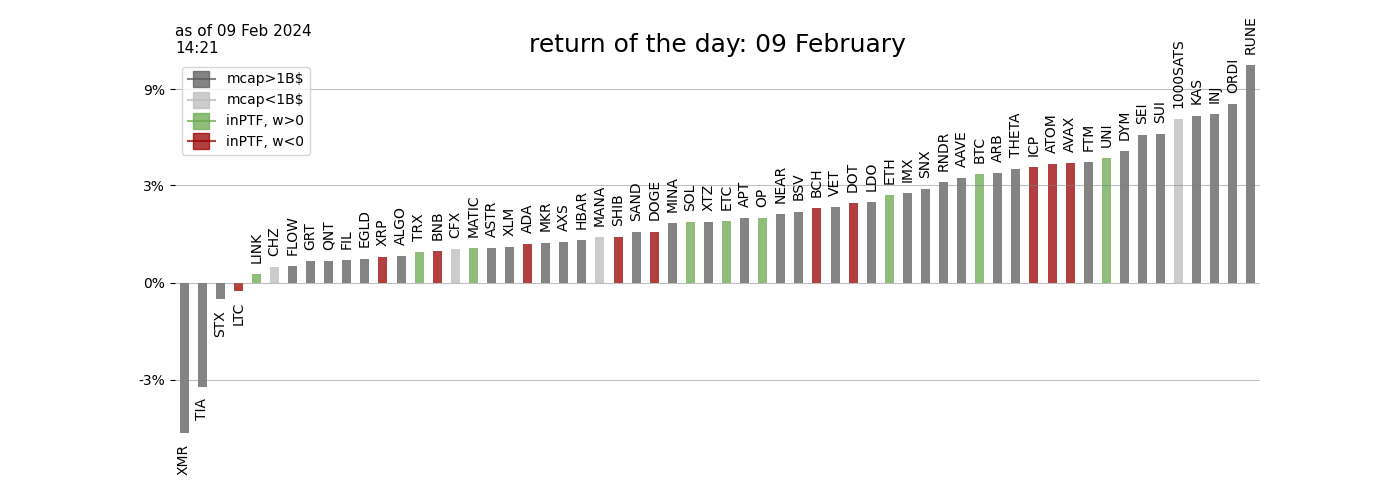 as of 09 Feb 2024
14:21
return of the day: 09 February
mcap>1B$
mcap<1B$
inPTF, w>0
inPTF, w<0
9%
3%
0%
-3%
XMR
TIA
STX
LTC
LINK
CHZ
FLOW
GRT
QNT
FIL
EGLD
XRP
ALGO
TRX
BNB
CFX
MATIC
ASTR
XLM
ADA
MKR
AXS
HBAR
MANA
SHIB
SAND
DOGE
MINA
SOL
XTZ
ETC
APT
OP
NEAR
BSV
BCH
VET
DOT
LDO
ETH
IMX
SNX
RNDR
AAVE
BTC
ARB
THETA
ICP
ATOM
AVAX
FTM
UNI
DYM
SEI
SUI
1000SATS
KAS
INJ
ORDI
RUNE